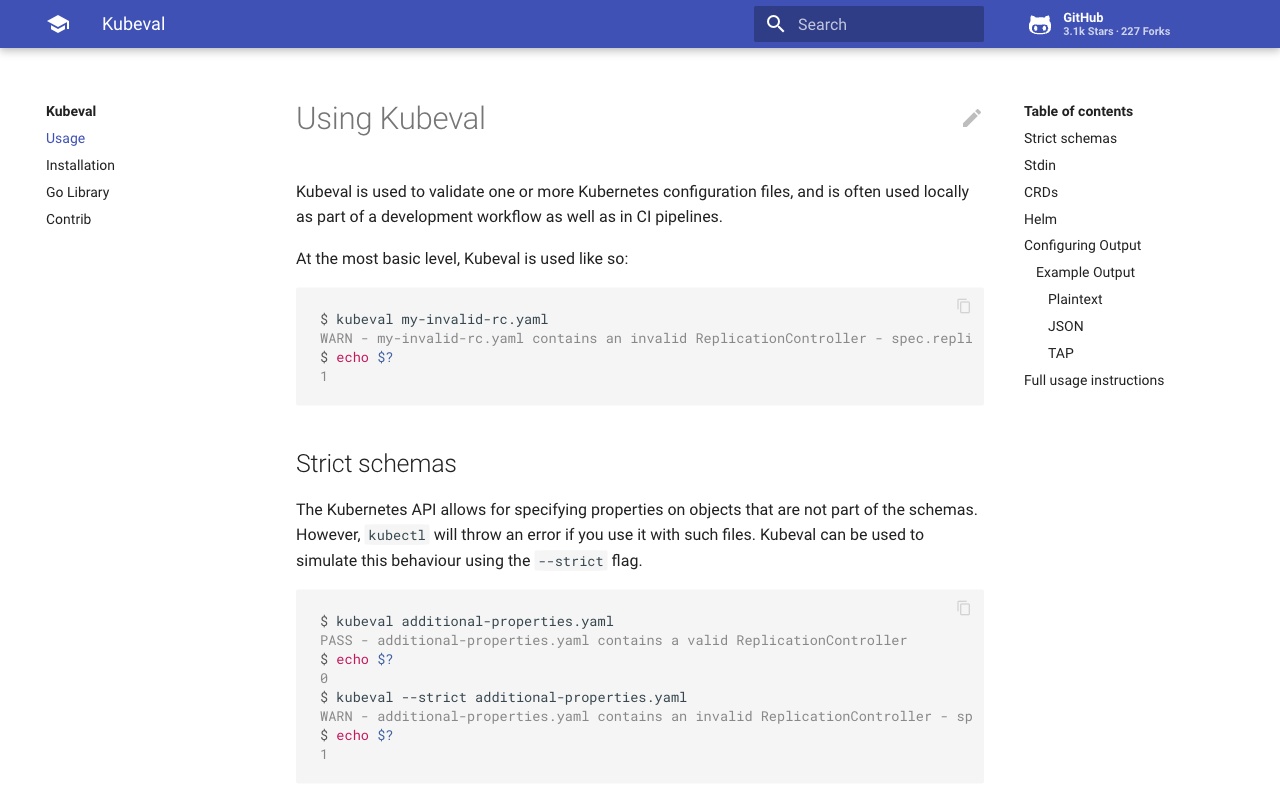 Kubeval
Search
GitHub
3.1k Stars · 227 Forks
Kubeval
Usage
Installation
Go Library
Contrib
Using Kubeval
Kubeval is used to validate one or more Kubernetes configuration files, and is often used locally
as part of a development workflow as well as in CI pipelines.
At the most basic level, Kubeval is used like so:
$ kubeval my-invalid-rc.yaml
WARN - my-invalid-rc.yaml contains an invalid ReplicationController - spec.repli
$ echo $?
1
Strict schemas
The Kubernetes API allows for specifying properties on objects that are not part of the schemas.
However, kubectl will throw an error if you use it with such files. Kubeval can be used to
simulate this behaviour using the --strict flag.
$ kubeval additional-properties.yaml
PASS - additional-properties.yaml contains a valid ReplicationController
$ echo $?
0
$ kubeval --strict additional-properties.yaml
WARN - additional-properties.yaml contains an invalid ReplicationController - sp
$ echo $?
1
Table of contents
Strict schemas
Stdin
CRDs
Helm
Configuring Output
Example Output
Plaintext
JSON
TAP
Full usage instructions